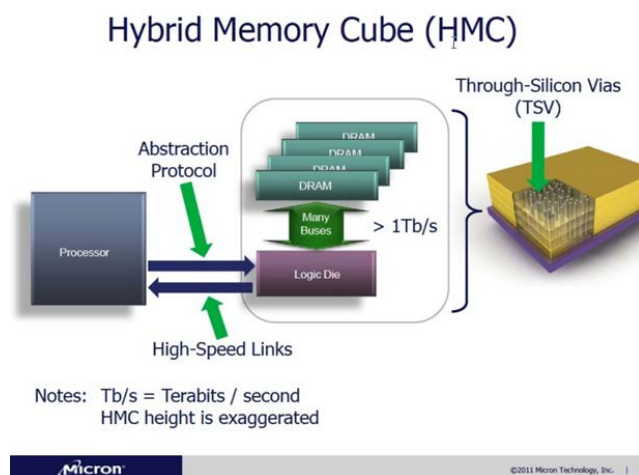 Hybrid Memory Cube (HMC)
Through-Silicon Vias
(TSV)
Abstraction
Protocol
DRAM
DRAM
DRAM
DRAM
Many
Buses
> 1Tb/s
Processor
Logic Die
High-Speed Links
Notes: Tb/s = Terabits / second
HMC height is exaggerated
Micron
©2011 Micron Technology, Inc. |